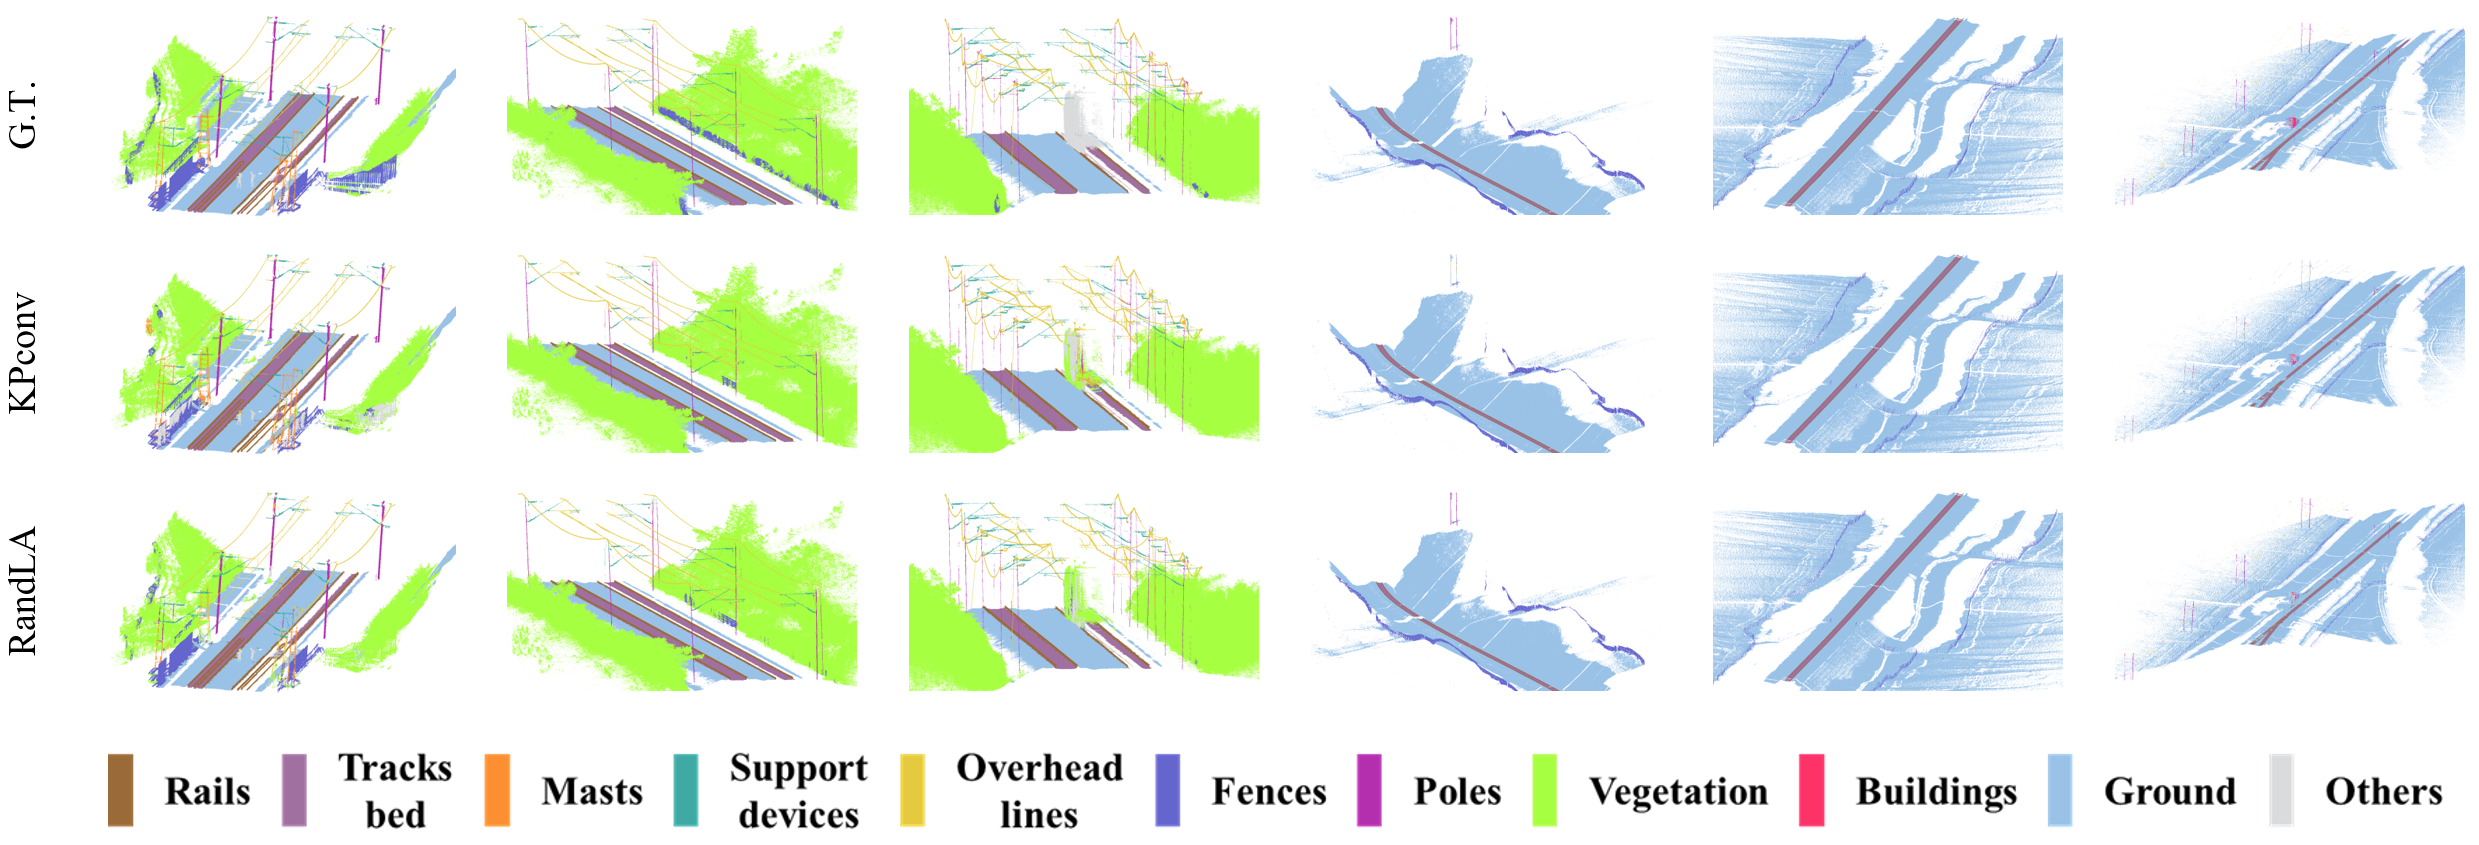 G.T.
KPconv
RandLA
Rails
Tracks
bed
Masts
Support
devices
Overhead
lines
Fences
Poles
Vegetation
Buildings
Ground
Others